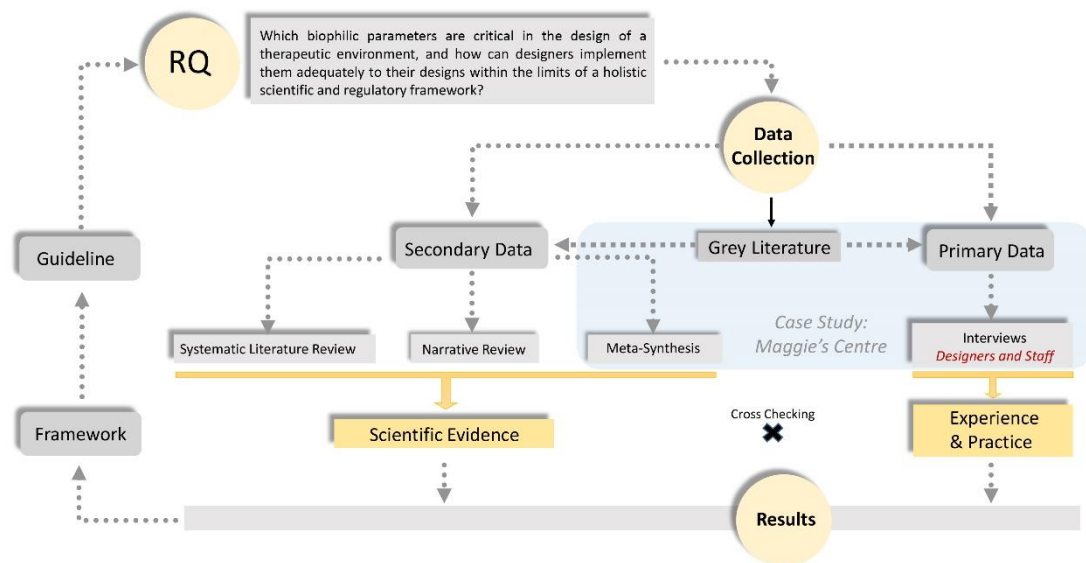 RQ
Which biophilic parameters are critical in the design of a
therapeutic environment, and how can designers implement
them adequately to their designs within the limits of a holistic
scientific and regulatory framework?
Data
Collection
Guideline
Secondary Data
Grey Literature
Primary Data
Case Study:
Maggie's Centre
Systematic Literature Review
Narrative Review
Meta-Synthesis
Interviews
Designers and Staff
Framework
Scientific Evidence
Cross Checking
Experience
& Practice
Results